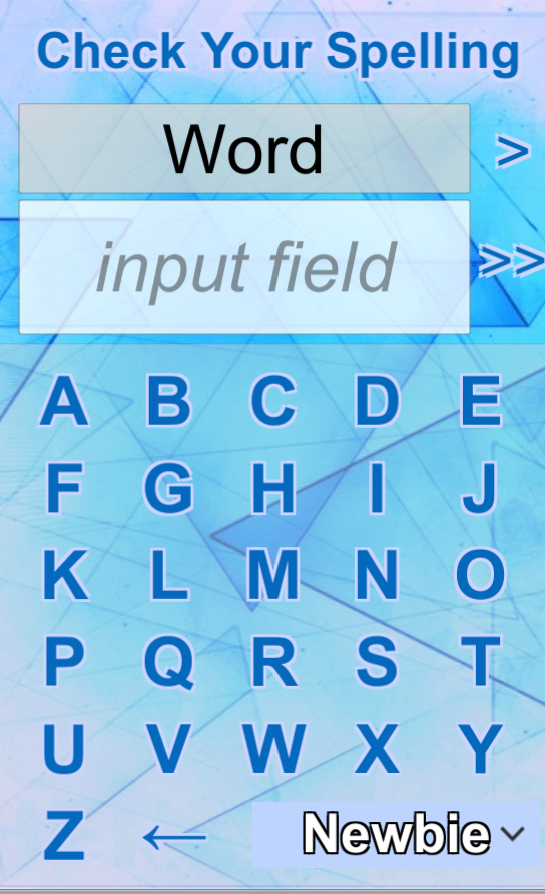 Check Your Spelling
Word >
input field >>
A B C D E
F G H I J
K L M N O
P Q R S T
U V W X Y
Z ← Newbie